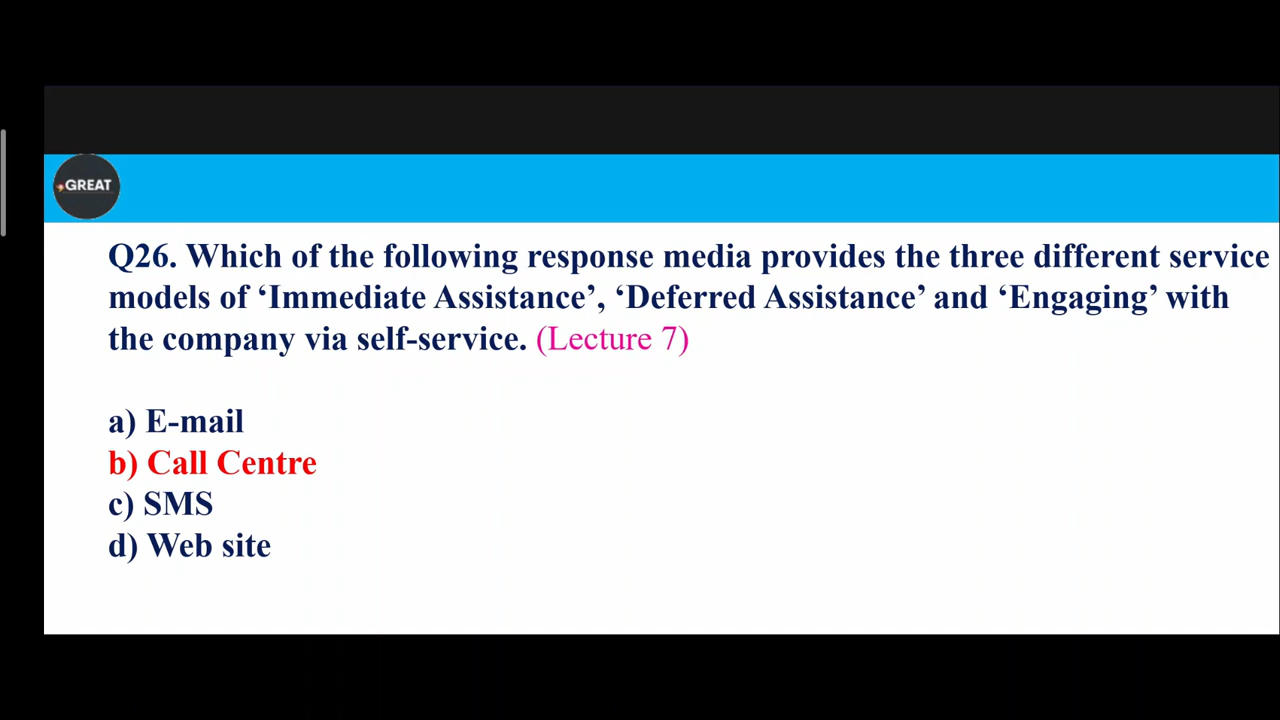 GREAT
Q26. Which of the following response media provides the three different service
models of ‘Immediate Assistance’, ‘Deferred Assistance’ and ‘Engaging’ with
the company via self-service. (Lecture 7)
a) E-mail
b) Call Centre
c) SMS
d) Web site